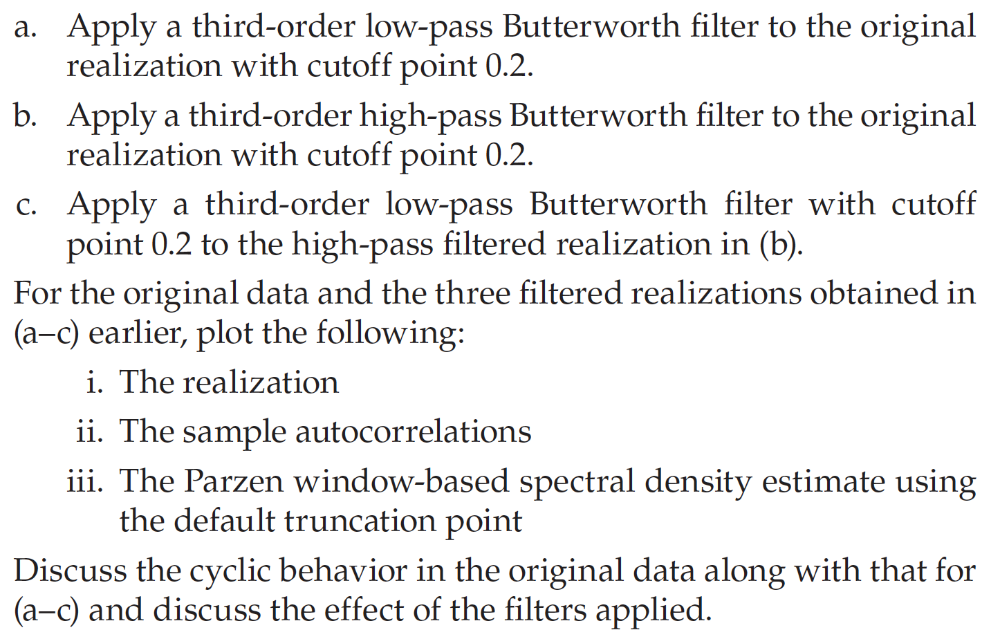 a. Apply a third-order low-pass Butterworth filter to the original
realization with cutoff point 0.2.
b. Apply a third-order high-pass Butterworth filter to the original
realization with cutoff point 0.2.
c. Apply a third-order low-pass Butterworth filter with cutoff
point 0.2 to the high-pass filtered realization in (b).
For the original data and the three filtered realizations obtained in
(a–c) earlier, plot the following:
i. The realization
ii. The sample autocorrelations
iii. The Parzen window-based spectral density estimate using
the default truncation point
Discuss the cyclic behavior in the original data along with that for
(a–c) and discuss the effect of the filters applied.